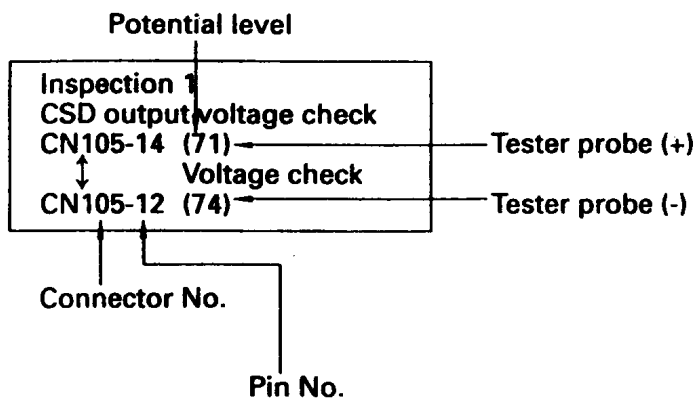 Potential level
Inspection 1
CSD output voltage check
CN105-14 (71) Tester probe (+)
Voltage check
CN105-12 (74) Tester probe (-)
Connector No.
Pin No.